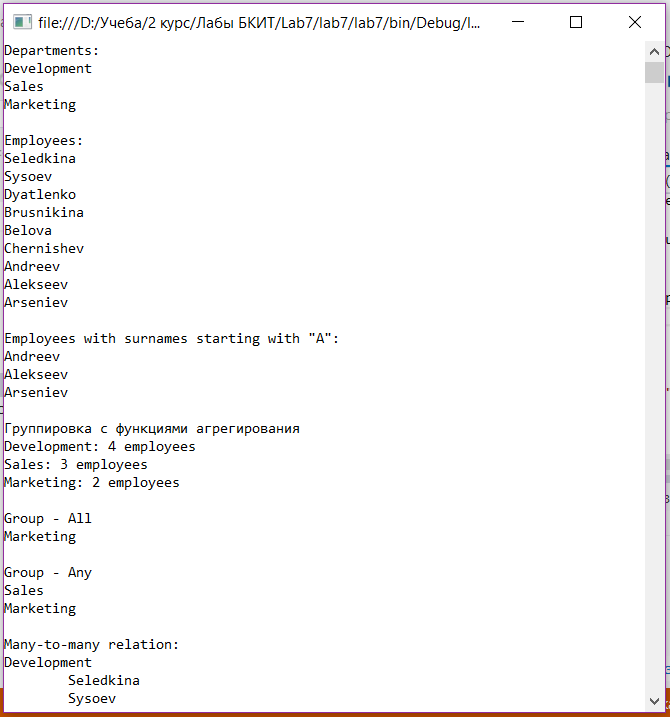 file:///D:/Учеба/2 курс/Лабы БКИТ/Lab7/lab7/lab7/bin/Debug/l...
Departments:
Development
Sales
Marketing
Employees:
Seledkina
Sysoev
Dyatlenko
Brusnikina
Belova
Chernishev
Andreev
Alekseev
Arseniev
Employees with surnames starting with "A":
Andreev
Alekseev
Arseniev
Группировка с функциями агрегирования
Development: 4 employees
Sales: 3 employees
Marketing: 2 employees
Group - All
Marketing
Group - Any
Sales
Marketing
Many-to-many relation:
Development
Seledkina
Sysoev